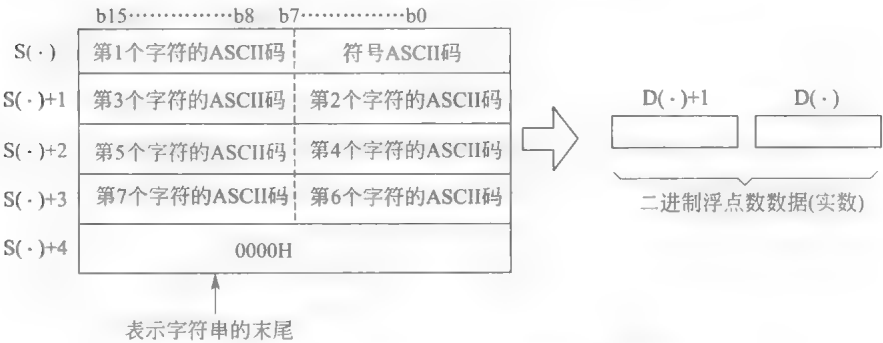 b15……………b8 b7……………b0
S(·) 第1个字符的ASCII码 符号ASCII码
S(·)+1 第3个字符的ASCII码 第2个字符的ASCII码
S(·)+2 第5个字符的ASCII码 第4个字符的ASCII码
S(·)+3 第7个字符的ASCII码 第6个字符的ASCII码
S(·)+4 0000H
表示字符串的末尾
D(·)+1 D(·)
二进制浮点数数据(实数)